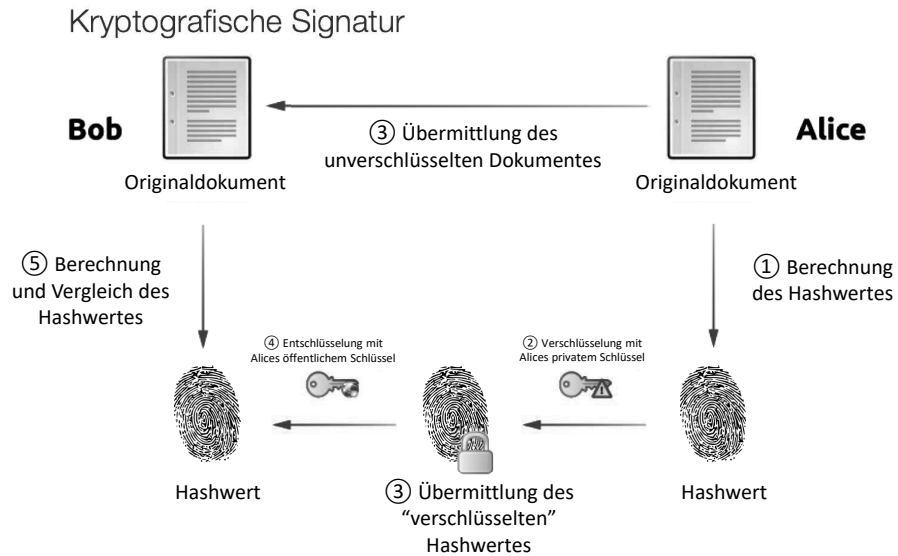 Kryptografische Signatur
Bob
Alice
③ Übermittlung des
unverschlüsselten Dokumentes
Originaldokument
Originaldokument
⑤ Berechnung
und Vergleich des
Hashwertes
① Berechnung
des Hashwertes
④ Entschlüsselung mit
Alices öffentlichem Schlüssel
② Verschlüsselung mit
Alices privatem Schlüssel
Hashwert
③ Übermittlung des
“verschlüsselten”
Hashwertes
Hashwert